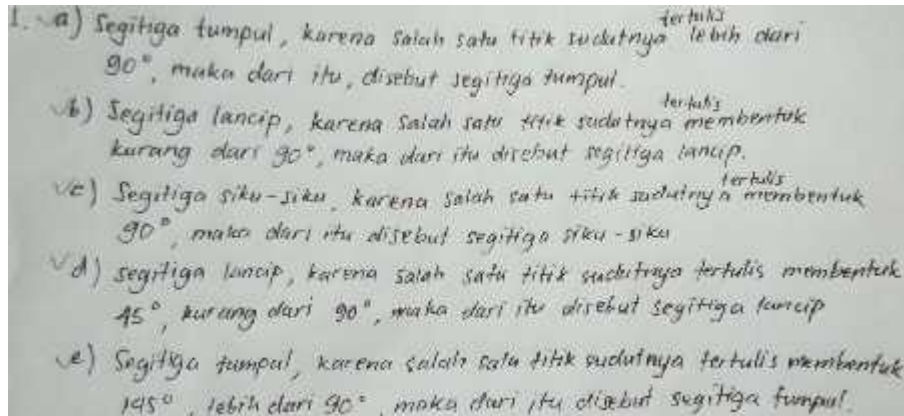 1. a) Segitiga tumpul, karena salah satu titik sudutnya tertulis lebih dari
90°, maka dari itu, disebut segitiga tumpul.
b) Segitiga lancip, karena salah satu titik sudutnya tertulis membentuk
kurang dari 90°, maka dari itu disebut segitiga lancip.
c) Segitiga siku-siku, karena salah satu titik sudutnya tertulis membentuk
90°, maka dari itu disebut segitiga siku-siku
d) segitiga lancip, karena salah satu titik sudutnya tertulis membentuk
45°, kurang dari 90°, maka dari itu disebut segitiga lancip
e) Segitiga tumpul, karena salah satu titik sudutnya tertulis membentuk
145°, lebih dari 90°, maka dari itu disebut segitiga tumpul.